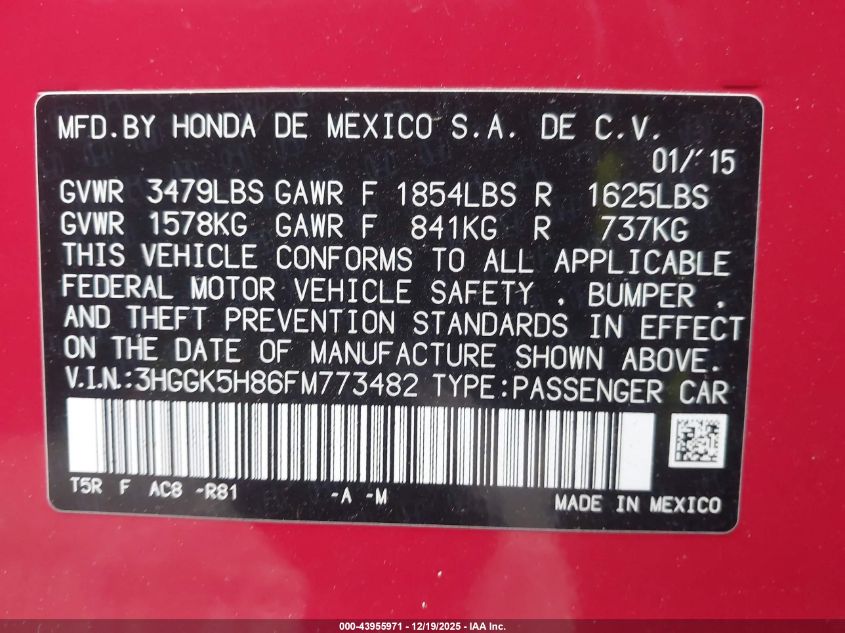 MFD.BY HONDA DE MEXICO S.A. DE C.V.
01/'15
GVWR 3479LBS GAWR F 1854LBS R 1625LBS
GVWR 1578KG GAWR F 841KG R 737KG
THIS VEHICLE CONFORMS TO ALL APPLICABLE
FEDERAL MOTOR VEHICLE SAFETY , BUMPER ,
AND THEFT PREVENTION STANDARDS IN EFFECT
ON THE DATE OF MANUFACTURE SHOWN ABOVE.
V.I.N.:3HGGK5H86FM773482 TYPE:PASSENGER CAR
T5R F AC8 -R81 -A -M MADE IN MEXICO
000-43955971 - 12/19/2025 - IAA Inc.